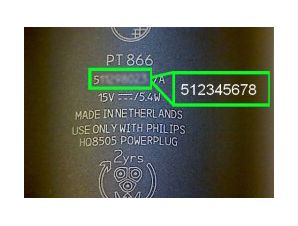 PT 866
512345678
15V ⎓/5.4W
MADE IN NETHERLANDS
USE ONLY WITH PHILIPS
HQ8505 POWERPLUG
2yrs